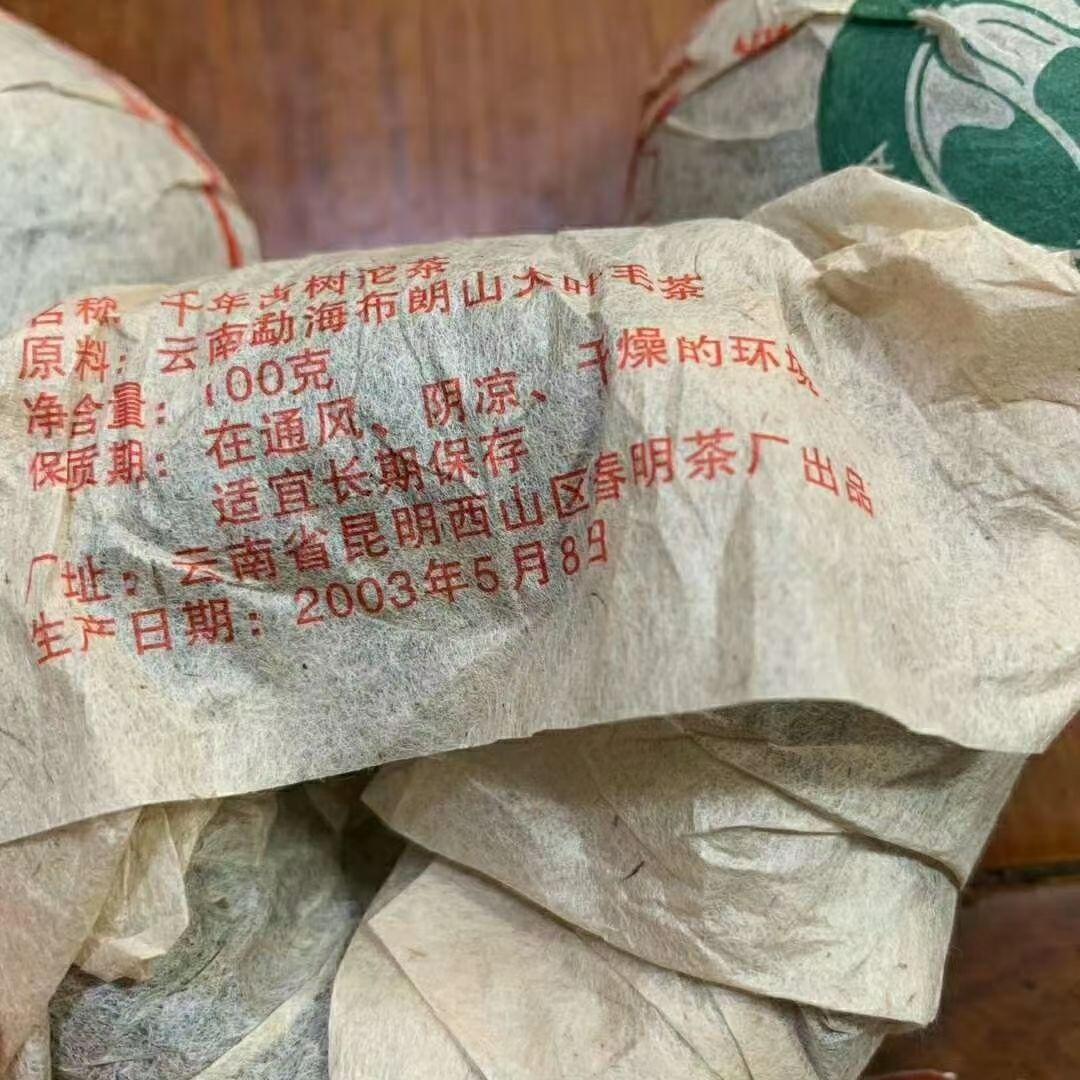 名称：千年古树沱茶
原料：云南勐海布朗山大叶毛茶
净含量：100克
保质期：在通风、阴凉、干燥的环境
适宜长期保存
厂址：云南省昆明西山区春明茶厂出品
生产日期：2003年5月8日